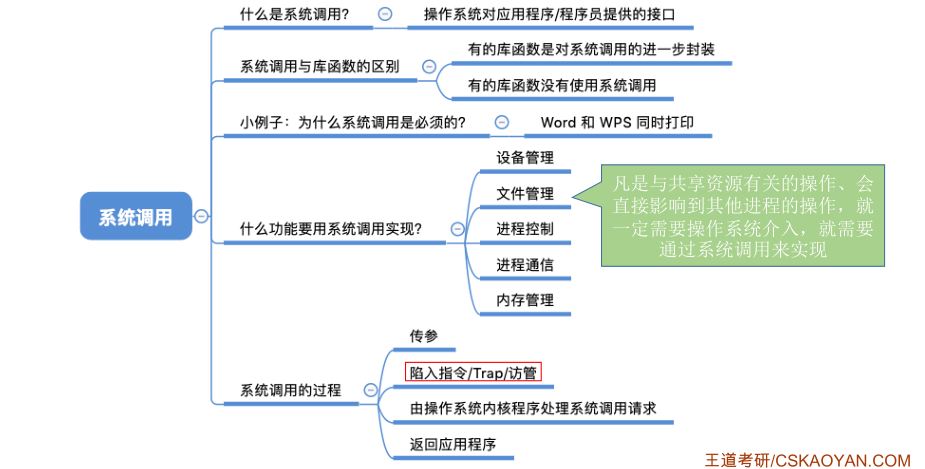 什么是系统调用?
操作系统对应用程序/程序员提供的接口
系统调用与库函数的区别
有的库函数是对系统调用的进一步封装
有的库函数没有使用系统调用
小例子：为什么系统调用是必须的?
Word 和 WPS 同时打印
系统调用
什么功能要用系统调用实现?
设备管理
文件管理
进程控制
进程通信
内存管理
凡是与共享资源有关的操作、会
直接影响到其他进程的操作，就
一定需要操作系统介入，就需要
通过系统调用来实现
系统调用的过程
传参
陷入指令/Trap/访管
由操作系统内核程序处理系统调用请求
返回应用程序
王道考研/CSKAOYAN.COM